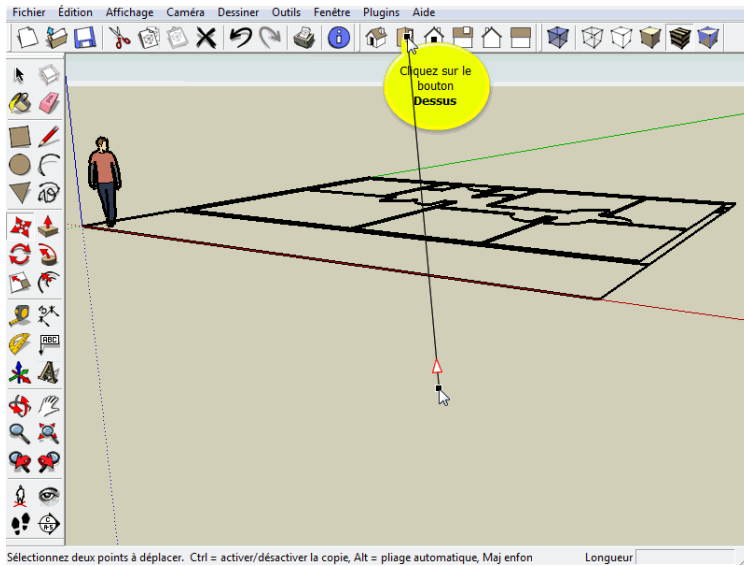 Fichier Édition Affichage Caméra Dessiner Outils Fenêtre Plugins Aide
Cliquez sur le
bouton
Dessus
ABC
Sélectionnez deux points à déplacer. Ctrl = activer/désactiver la copie, Alt = pliage automatique, Maj enfon
Longueur